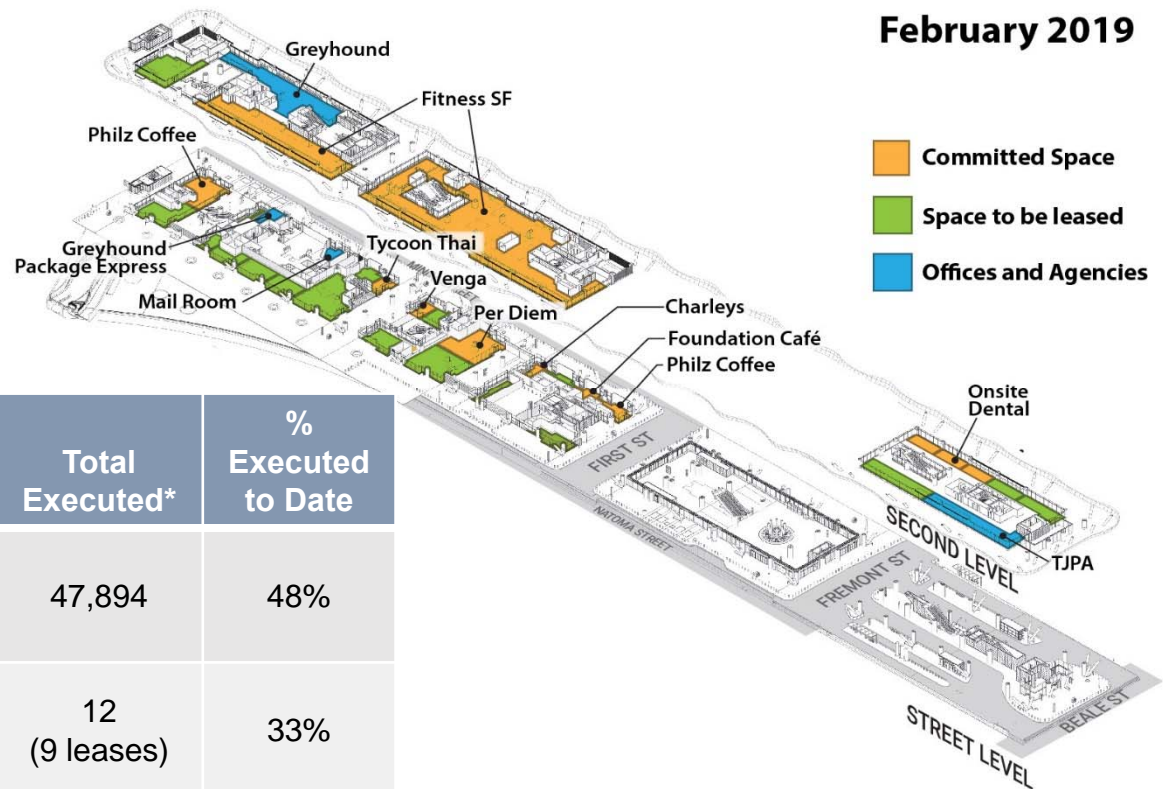 February 2019
Greyhound
Fitness SF
Philz Coffee
Committed Space
Space to be leased
Offices and Agencies
Greyhound
Package Express
Mail Room
Tycoon Thai
Venga
Per Diem
Charleys
Foundation Café
Philz Coffee
Onsite
Dental
TJPA
SECOND LEVEL
FIRST ST
NATOMA STREET
FREMONT ST
BEALE ST
STREET LEVEL
Total
Executed*
%
Executed
to Date
47,894
48%
12
(9 leases)
33%